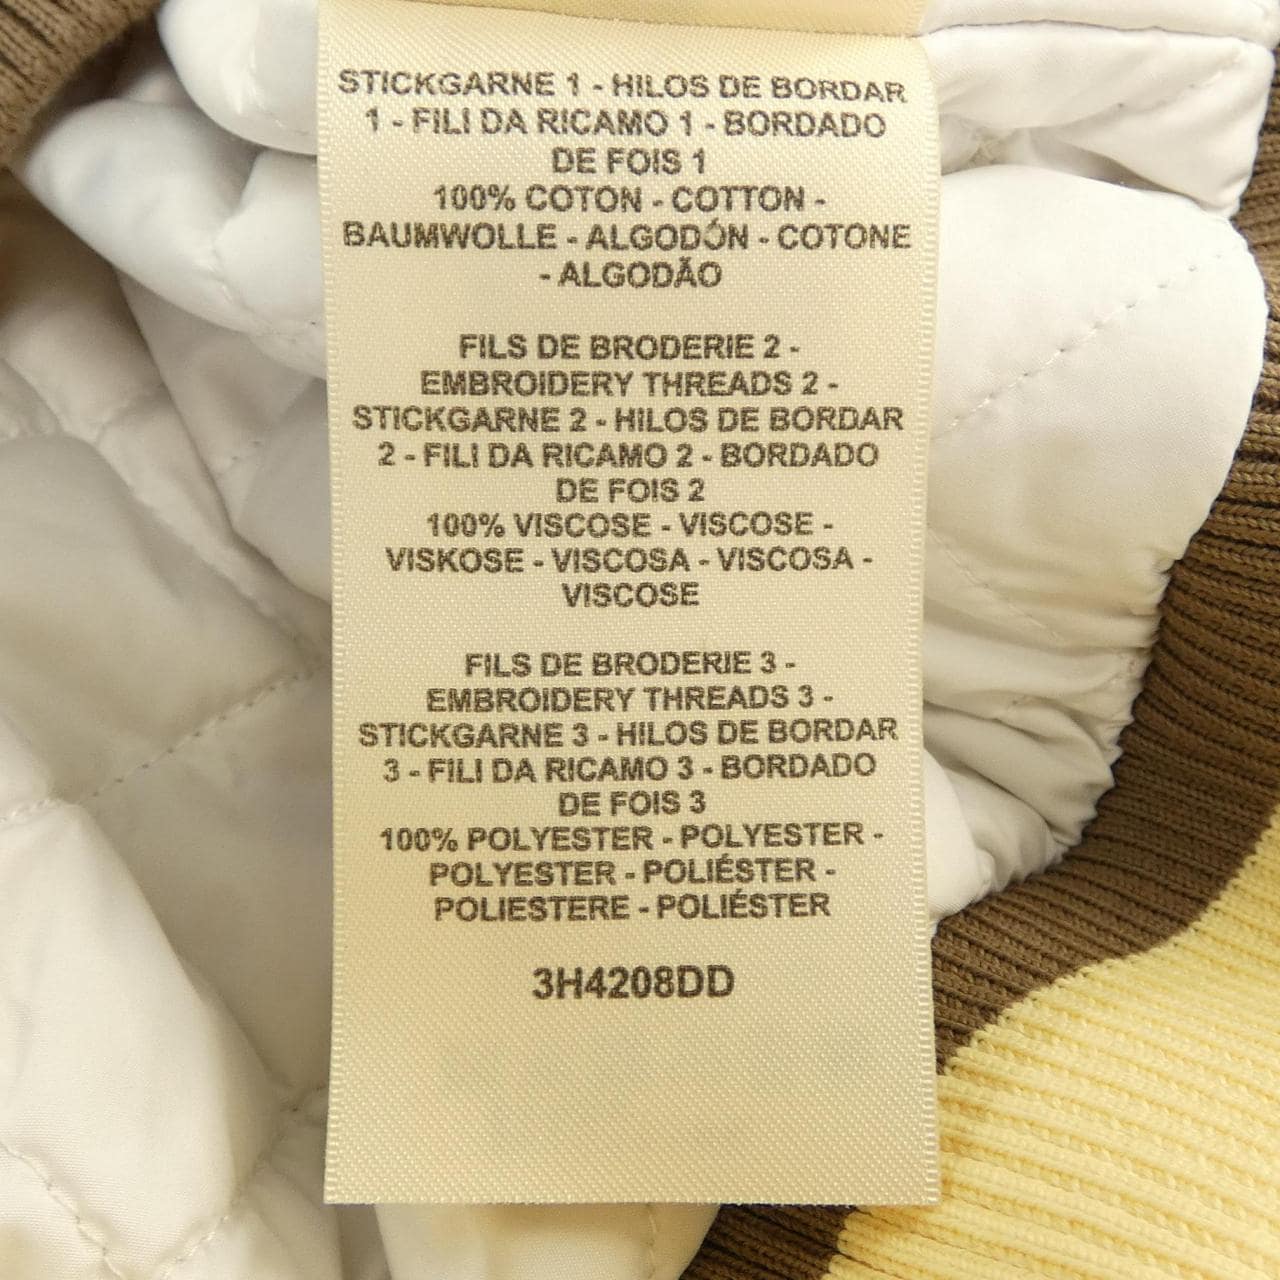 STICKGARNE 1 - HILOS DE BORDAR
1 - FILI DA RICAMO 1 - BORDADO
DE FOIS 1
100% COTON - COTTON -
BAUMWOLLE - ALGODÓN - COTONE
- ALGODÃO
FILS DE BRODERIE 2 -
EMBROIDERY THREADS 2 -
STICKGARNE 2 - HILOS DE BORDAR
2 - FILI DA RICAMO 2 - BORDADO
DE FOIS 2
100% VISCOSE - VISCOSE -
VISKOSE - VISCOSA - VISCOSA -
VISCOSE
FILS DE BRODERIE 3 -
EMBROIDERY THREADS 3 -
STICKGARNE 3 - HILOS DE BORDAR
3 - FILI DA RICAMO 3 - BORDADO
DE FOIS 3
100% POLYESTER - POLYESTER -
POLYESTER - POLIÉSTER -
POLIESTERE - POLIÉSTER
3H4208DD